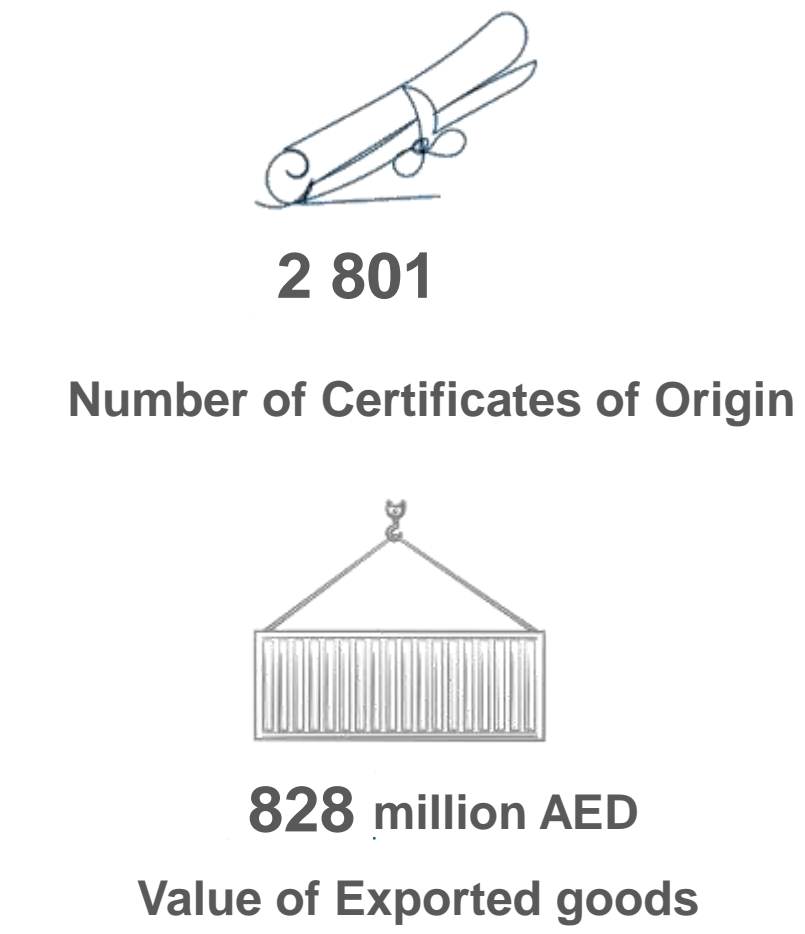 2 801
Number of Certificates of Origin
828 million AED
Value of Exported goods